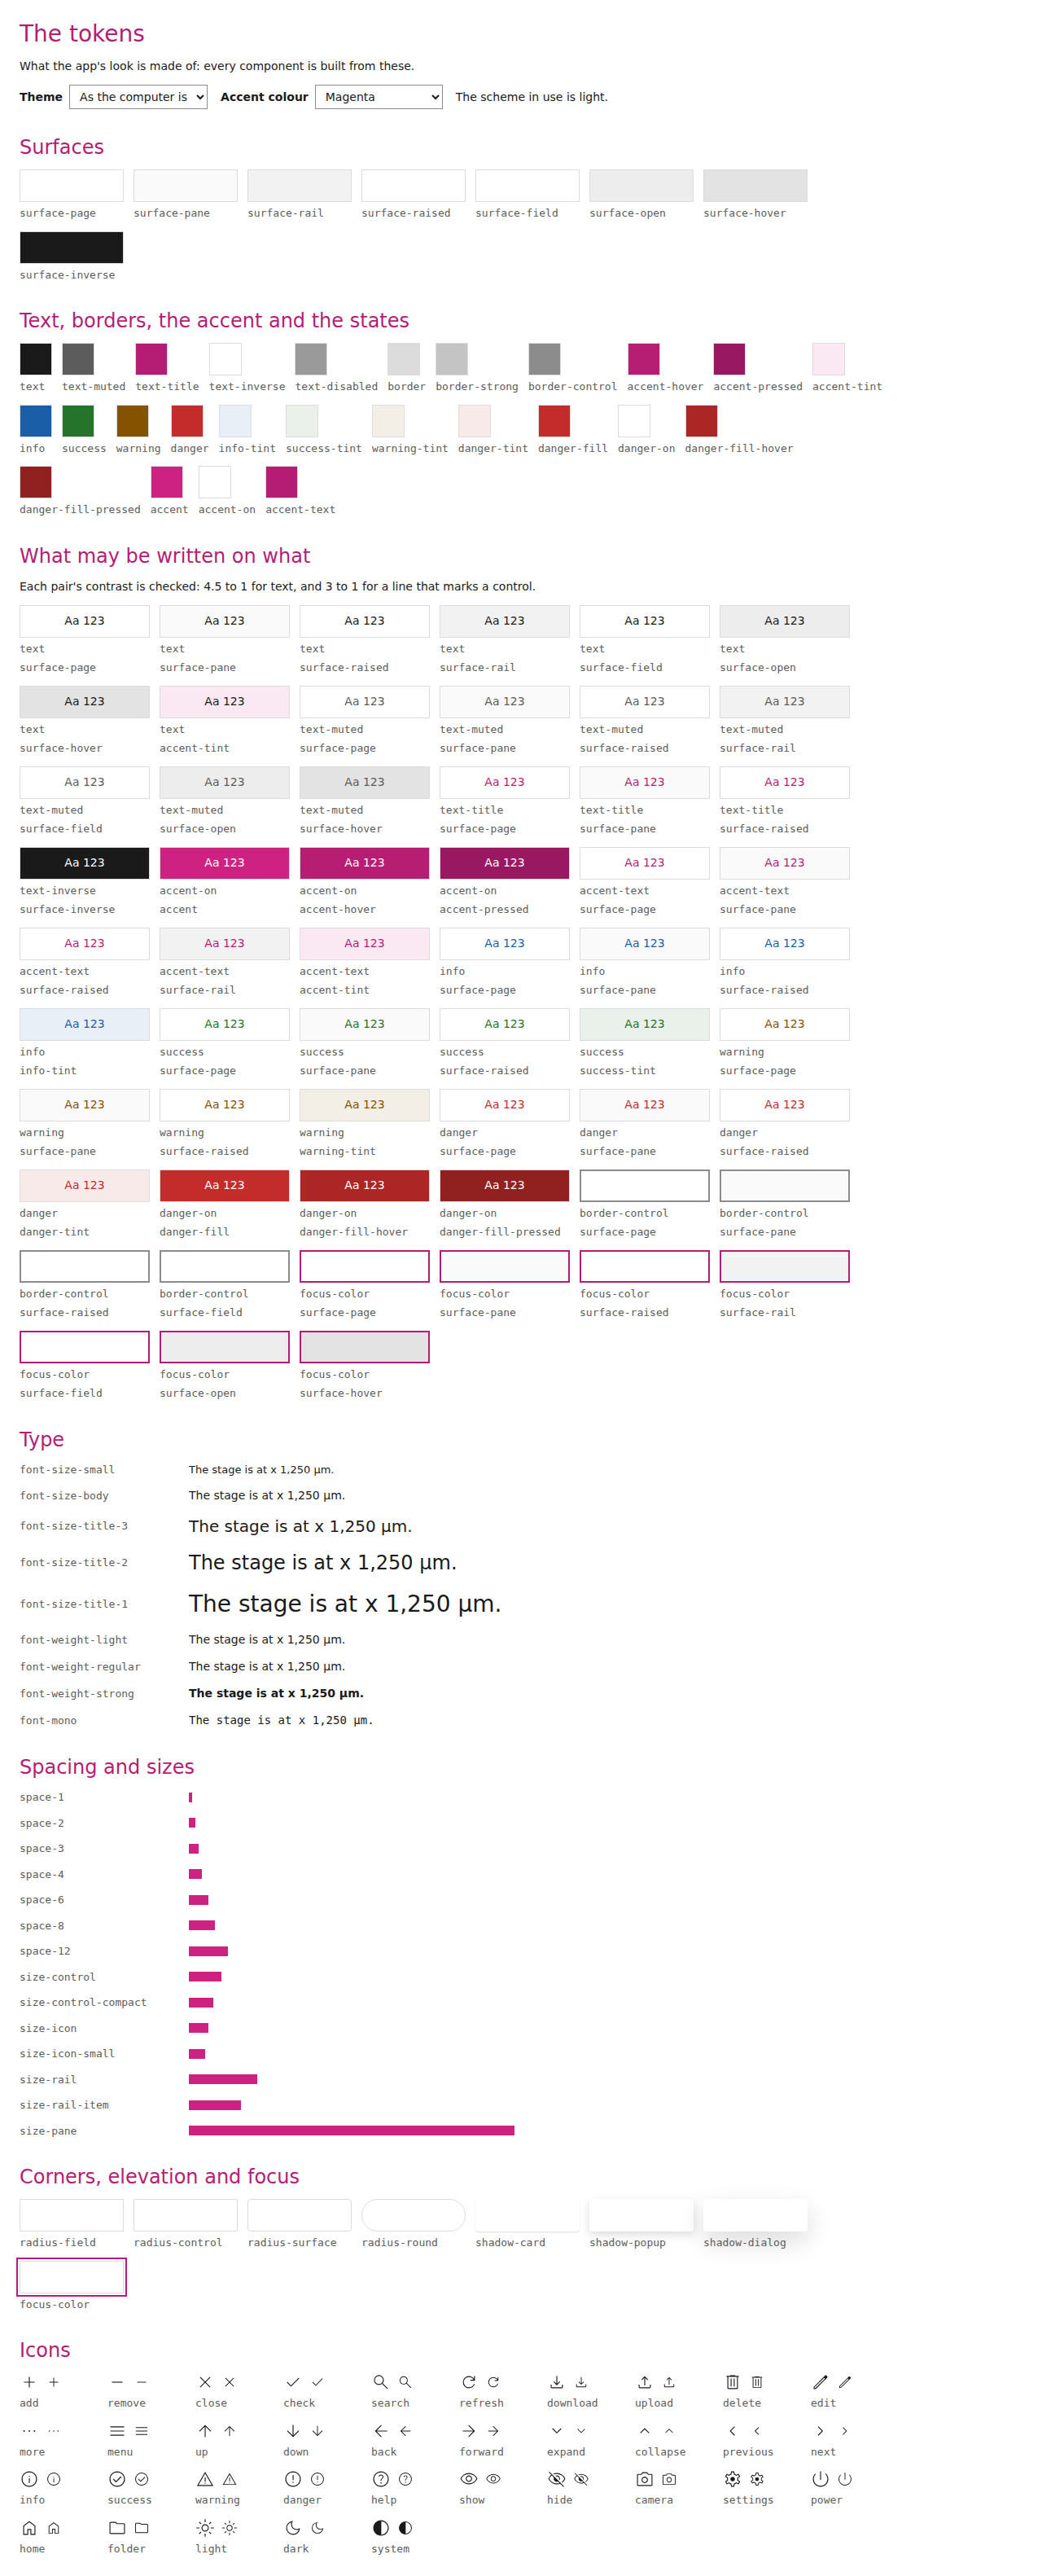 The tokens
What the app's look is made of: every component is built from these.
Theme As the computer is Accent colour Magenta The scheme in use is light.
Surfaces
surface-page surface-pane surface-rail surface-raised surface-field surface-open surface-hover
surface-inverse
Text, borders, the accent and the states
text text-muted text-title text-inverse text-disabled border border-strong border-control accent-hover accent-pressed accent-tint
info success warning danger info-tint success-tint warning-tint danger-tint danger-fill danger-on danger-fill-hover
danger-fill-pressed accent accent-on accent-text
What may be written on what
Each pair's contrast is checked: 4.5 to 1 for text, and 3 to 1 for a line that marks a control.
Aa 123 Aa 123 Aa 123 Aa 123 Aa 123 Aa 123
text text text text text text
surface-page surface-pane surface-raised surface-rail surface-field surface-open
Aa 123 Aa 123 Aa 123 Aa 123 Aa 123 Aa 123
text text text-muted text-muted text-muted text-muted
surface-hover accent-tint surface-page surface-pane surface-raised surface-rail
Aa 123 Aa 123 Aa 123 Aa 123 Aa 123 Aa 123
text-muted text-muted text-muted text-title text-title text-title
surface-field surface-open surface-hover surface-page surface-pane surface-raised
Aa 123 Aa 123 Aa 123 Aa 123 Aa 123 Aa 123
text-inverse accent-on accent-on accent-on accent-text accent-text
surface-inverse accent accent-hover accent-pressed surface-page surface-pane
Aa 123 Aa 123 Aa 123 Aa 123 Aa 123 Aa 123
accent-text accent-text accent-text info info info
surface-raised surface-rail accent-tint surface-page surface-pane surface-raised
Aa 123 Aa 123 Aa 123 Aa 123 Aa 123 Aa 123
info success success success success warning
info-tint surface-page surface-pane surface-raised success-tint surface-page
Aa 123 Aa 123 Aa 123 Aa 123 Aa 123 Aa 123
warning warning warning danger danger danger
surface-pane surface-raised warning-tint surface-page surface-pane surface-raised
Aa 123 Aa 123 Aa 123 Aa 123
danger danger-on danger-on danger-on border-control border-control
danger-tint danger-fill danger-fill-hover danger-fill-pressed surface-page surface-pane
border-control border-control focus-color focus-color focus-color focus-color
surface-raised surface-field surface-page surface-pane surface-raised surface-rail
focus-color focus-color focus-color
surface-field surface-open surface-hover
Type
font-size-small The stage is at x 1,250 µm.
font-size-body The stage is at x 1,250 µm.
font-size-title-3 The stage is at x 1,250 µm.
font-size-title-2 The stage is at x 1,250 µm.
font-size-title-1 The stage is at x 1,250 µm.
font-weight-light The stage is at x 1,250 µm.
font-weight-regular The stage is at x 1,250 µm.
font-weight-strong The stage is at x 1,250 µm.
font-mono The stage is at x 1,250 µm.
Spacing and sizes
space-1
space-2
space-3
space-4
space-6
space-8
space-12
size-control
size-control-compact
size-icon
size-icon-small
size-rail
size-rail-item
size-pane
Corners, elevation and focus
radius-field radius-control radius-surface radius-round shadow-card shadow-popup shadow-dialog
focus-color
Icons
add remove close check search refresh download upload delete edit
more menu up down back forward expand collapse previous next
info success warning danger help show hide camera settings power
home folder light dark system